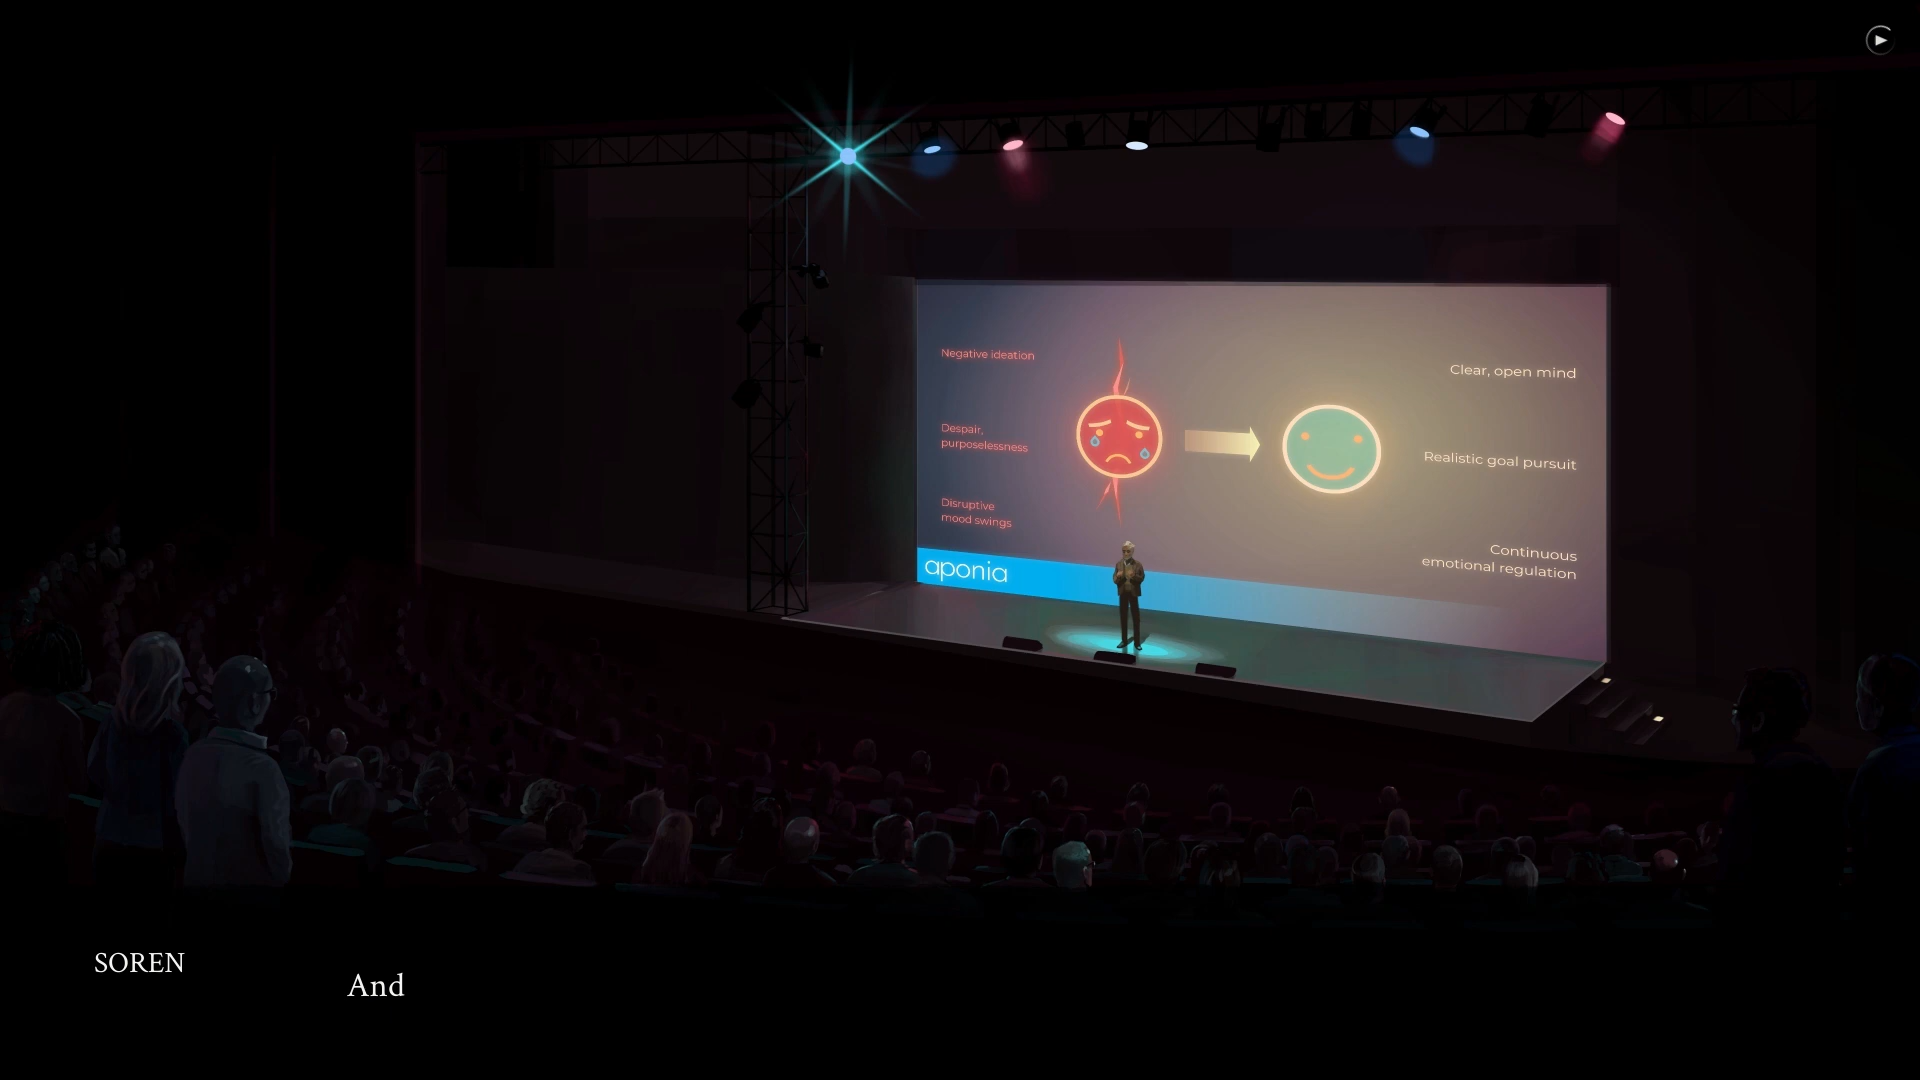 Negative ideation
Despair,
purposelessness
Disruptive
mood swings
Clear, open mind
Realistic goal pursuit
Continuous
emotional regulation
aponia
SOREN
And